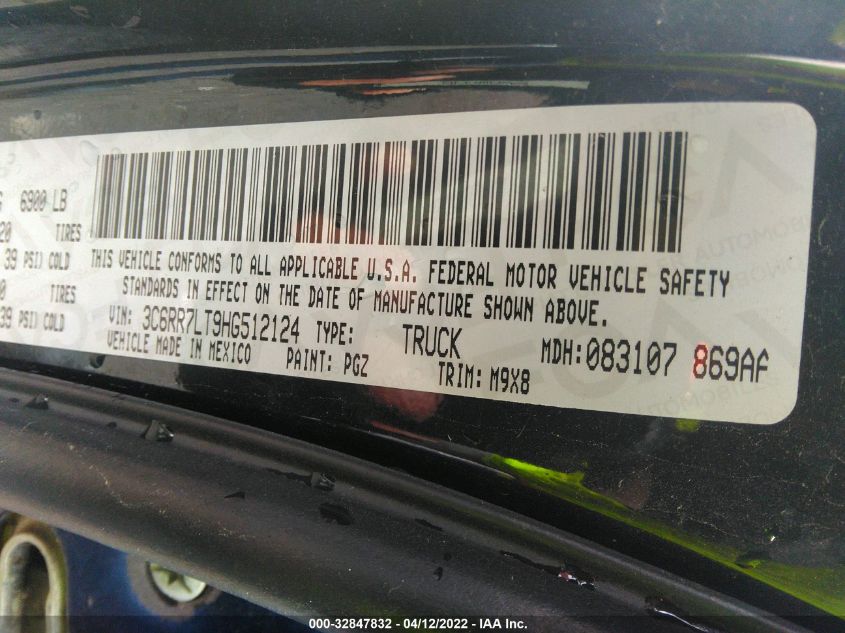 6900 LB
TIRES
39 PSI) COLD
TIRES
39 PSI) COLD
THIS VEHICLE CONFORMS TO ALL APPLICABLE U.S.A. FEDERAL MOTOR VEHICLE SAFETY
STANDARDS IN EFFECT ON THE DATE OF MANUFACTURE SHOWN ABOVE.
VIN: 3C6RR7LT9HG512124 TYPE: TRUCK MDH:083107 869AF
VEHICLE MADE IN MEXICO PAINT: PGZ TRIM: M9X8
000-32847832 - 04/12/2022 - IAA Inc.